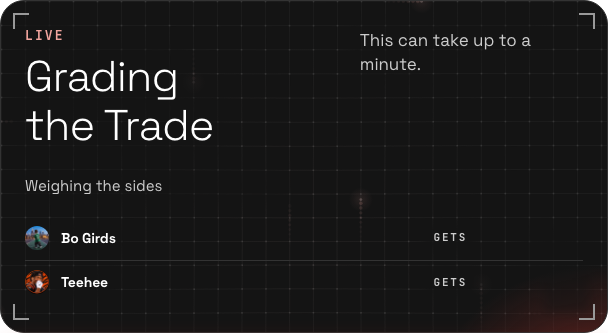 LIVE
Grading
the Trade
This can take up to a
minute.
Weighing the sides
Bo Girds
GETS
Teehee
GETS